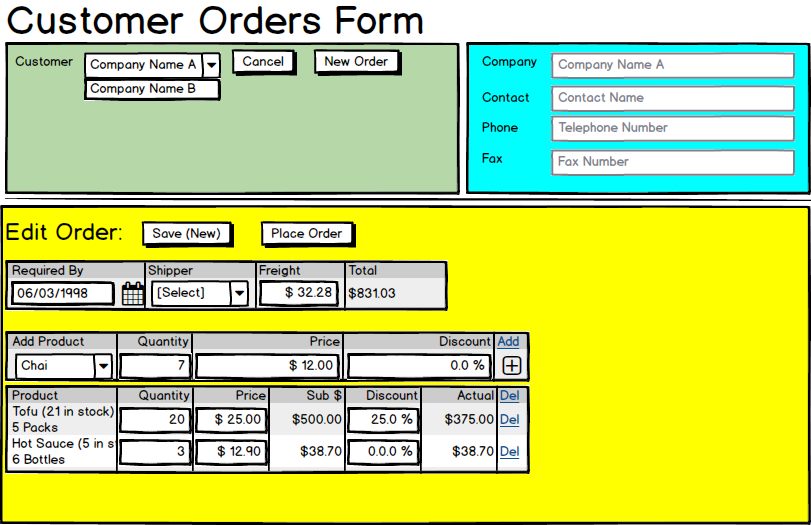 Customer Orders Form
Customer Company Name A Cancel New Order
Company Name B
Company Company Name A
Contact Contact Name
Phone Telephone Number
Fax Fax Number
Edit Order: Save (New) Place Order
Required By Shipper Freight Total
06/03/1998 [Select] $ 32.28 $831.03
Add Product Quantity Price Discount Add
Chai 7 $ 12.00 0.0 %
Product Quantity Price Sub $ Discount Actual Del
Tofu (21 in stock) 20 $ 25.00 $500.00 25.0 % $375.00 Del
5 Packs
Hot Sauce (5 in s 3 $ 12.90 $38.70 0.0.0 % $38.70 Del
6 Bottles